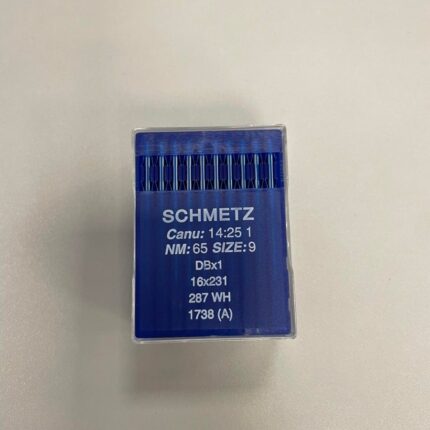 SCHMETZ
Canu: 14:25 1
NM: 65 SIZE: 9
DBx1
16x231
287 WH
1738 (A)